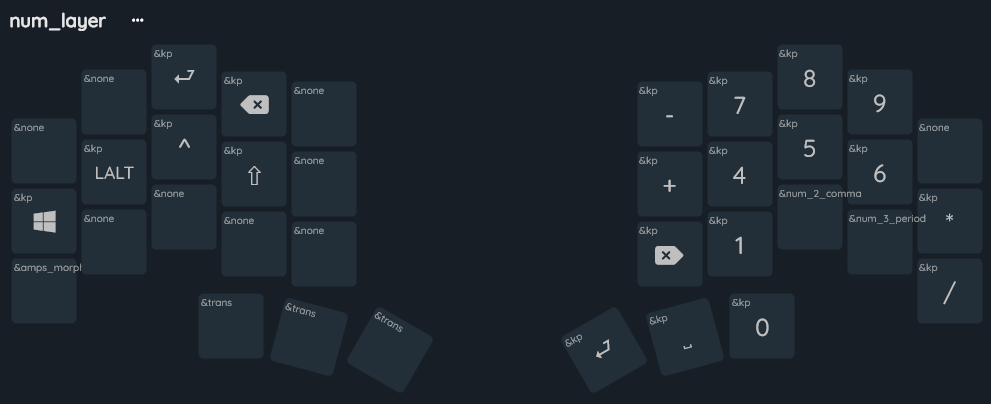 num_layer ...
&none
&none
&kp
&kp
&none
&kp
&kp 7
&kp 8
&kp 9
&none
&kp -
&kp
&kp LALT
&kp ^
&kp
&none
&kp +
&kp 4
&kp 5
&kp 6
&kp *
&amps_morpl
&none
&none
&none
&none
&kp
&kp 1
&num_2_comma
&num_3_period
&kp /
&trans
&trans
&trans
&kp
&kp
&kp 0